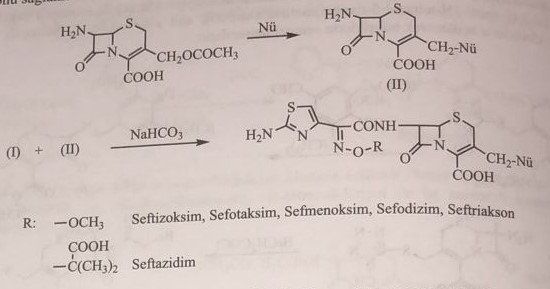 H₂N
S
Nü
H₂N
S
O
N
CH₂OCOCH₃
COOH
O
N
CH₂-Nü
COOH
(II)
(I) + (II)
NaHCO₃
S
H₂N
N
CONH
S
N-O-R
O
N
CH₂-Nü
COOH
R: —OCH₃ Seftizoksim, Sefotaksim, Sefmenoksim, Sefodizim, Seftriakson
COOH
—C(CH₃)₂ Seftazidim